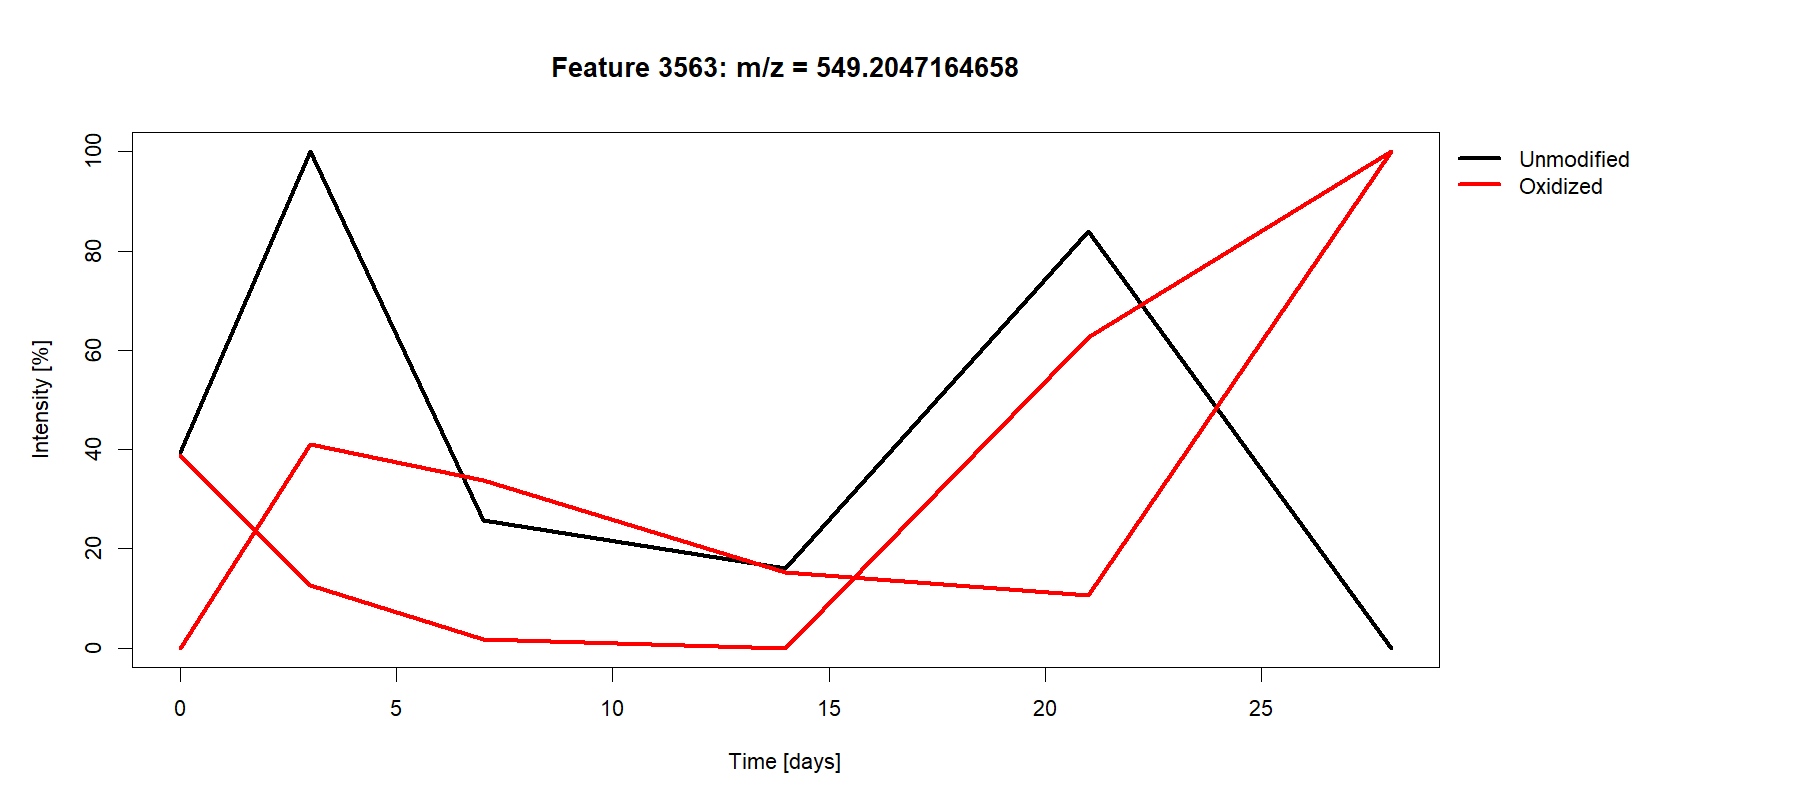 Feature 3563: m/z = 549.2047164658
Unmodified
Oxidized
Intensity [%]
100
80
60
40
20
0
0 5 10 15 20 25
Time [days]